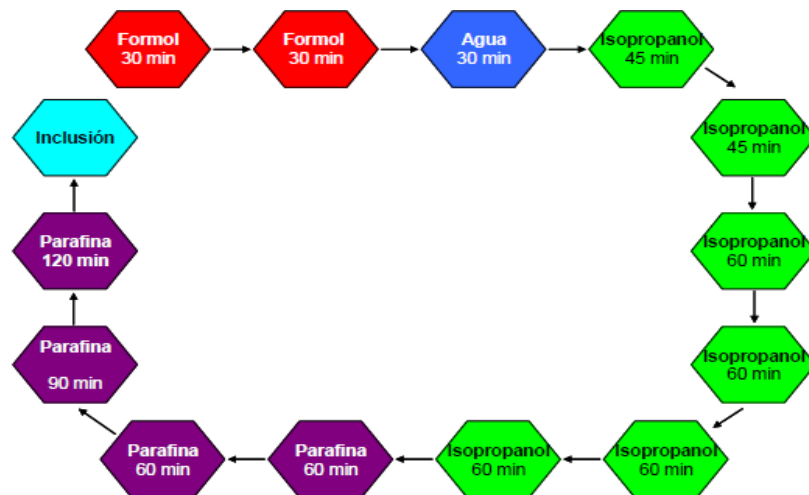 Formol
30 min
Formol
30 min
Agua
30 min
Isopropanol
45 min
Isopropanol
45 min
Isopropanol
60 min
Isopropanol
60 min
Isopropanol
60 min
Isopropanol
60 min
Parafina
60 min
Parafina
60 min
Parafina
90 min
Parafina
120 min
Inclusión